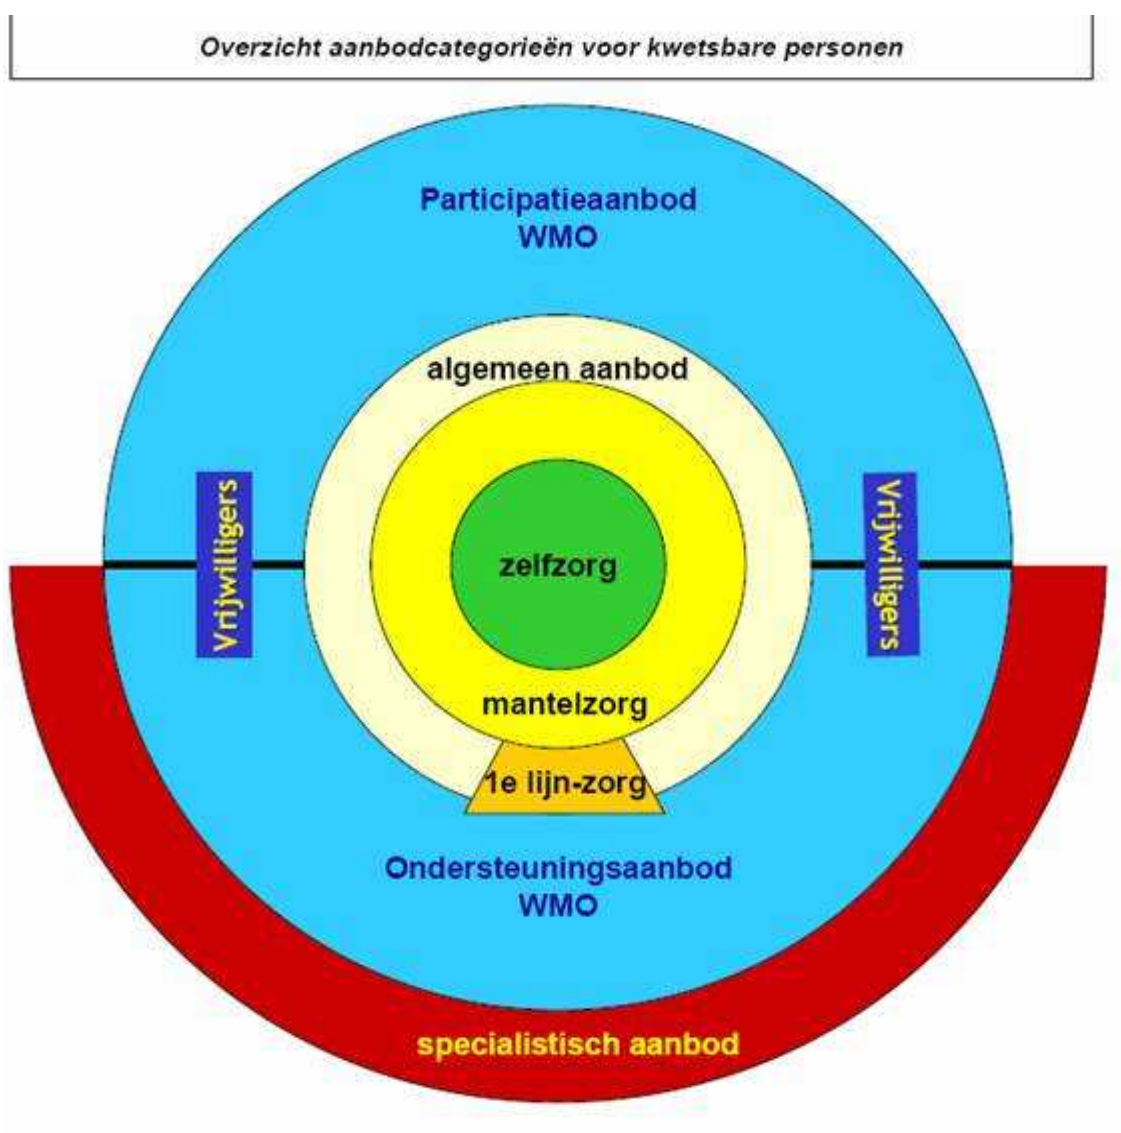 Overzicht aanbodcategorieën voor kwetsbare personen
Participatieaanbod
WMO
algemeen aanbod
Vrijwilligers
Vrijwilligers
zelfzorg
mantelzorg
1e lijn-zorg
Ondersteuningsaanbod
WMO
specialistisch aanbod